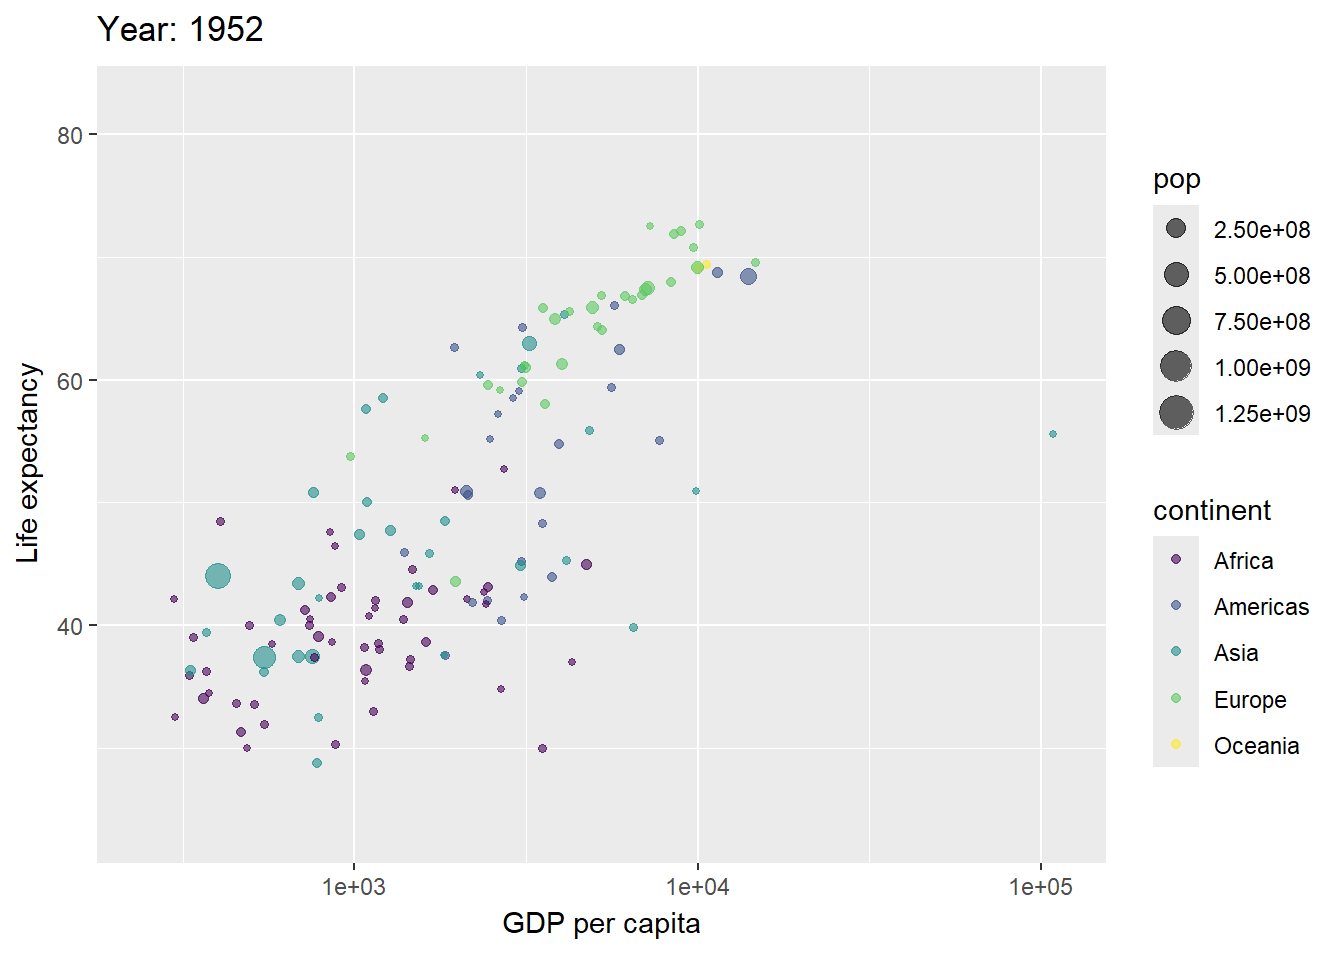 Year: 1952
80
60
40
Life expectancy
1e+03
1e+04
1e+05
GDP per capita
pop
2.50e+08
5.00e+08
7.50e+08
1.00e+09
1.25e+09
continent
Africa
Americas
Asia
Europe
Oceania